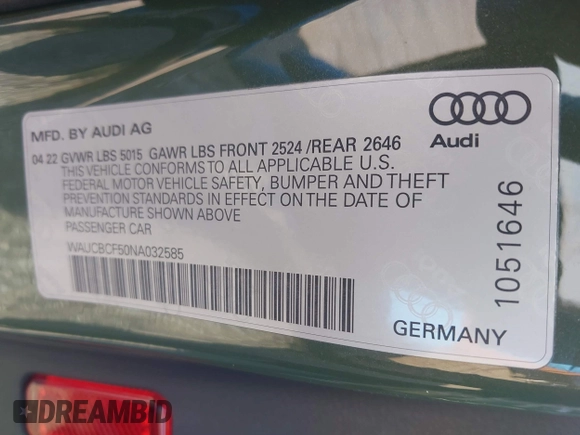 MFD. BY AUDI AG
04 22 GVWR LBS 5015 GAWR LBS FRONT 2524 /REAR 2646
THIS VEHICLE CONFORMS TO ALL APPLICABLE U.S.
FEDERAL MOTOR VEHICLE SAFETY, BUMPER AND THEFT
PREVENTION STANDARDS IN EFFECT ON THE DATE OF
MANUFACTURE SHOWN ABOVE
PASSENGER CAR
WAUCBCF50NA032585
Audi
1051646
GERMANY
DREAMBID